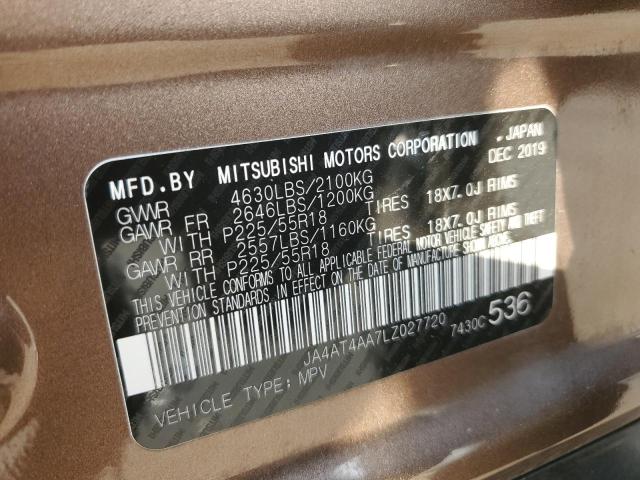 MFD.BY MITSUBISHI MOTORS CORPORATION - JAPAN
DEC 2019
GVWR 4630LBS/2100KG
GAWR FR 2646LBS/1200KG
WITH P225/55R18 TIRES 18X7.0J RIMS
GAWR RR 2557LBS/1160KG
WITH P225/55R18 TIRES 18X7.0J RIMS
THIS VEHICLE CONFORMS TO ALL APPLICABLE FEDERAL MOTOR VEHICLE SAFETY AND THEFT
PREVENTION STANDARDS IN EFFECT ON THE DATE OF MANUFACTURE SHOWN ABOVE.
JA4AT4AA7LZ027720
7430C 536
VEHICLE TYPE: MPV